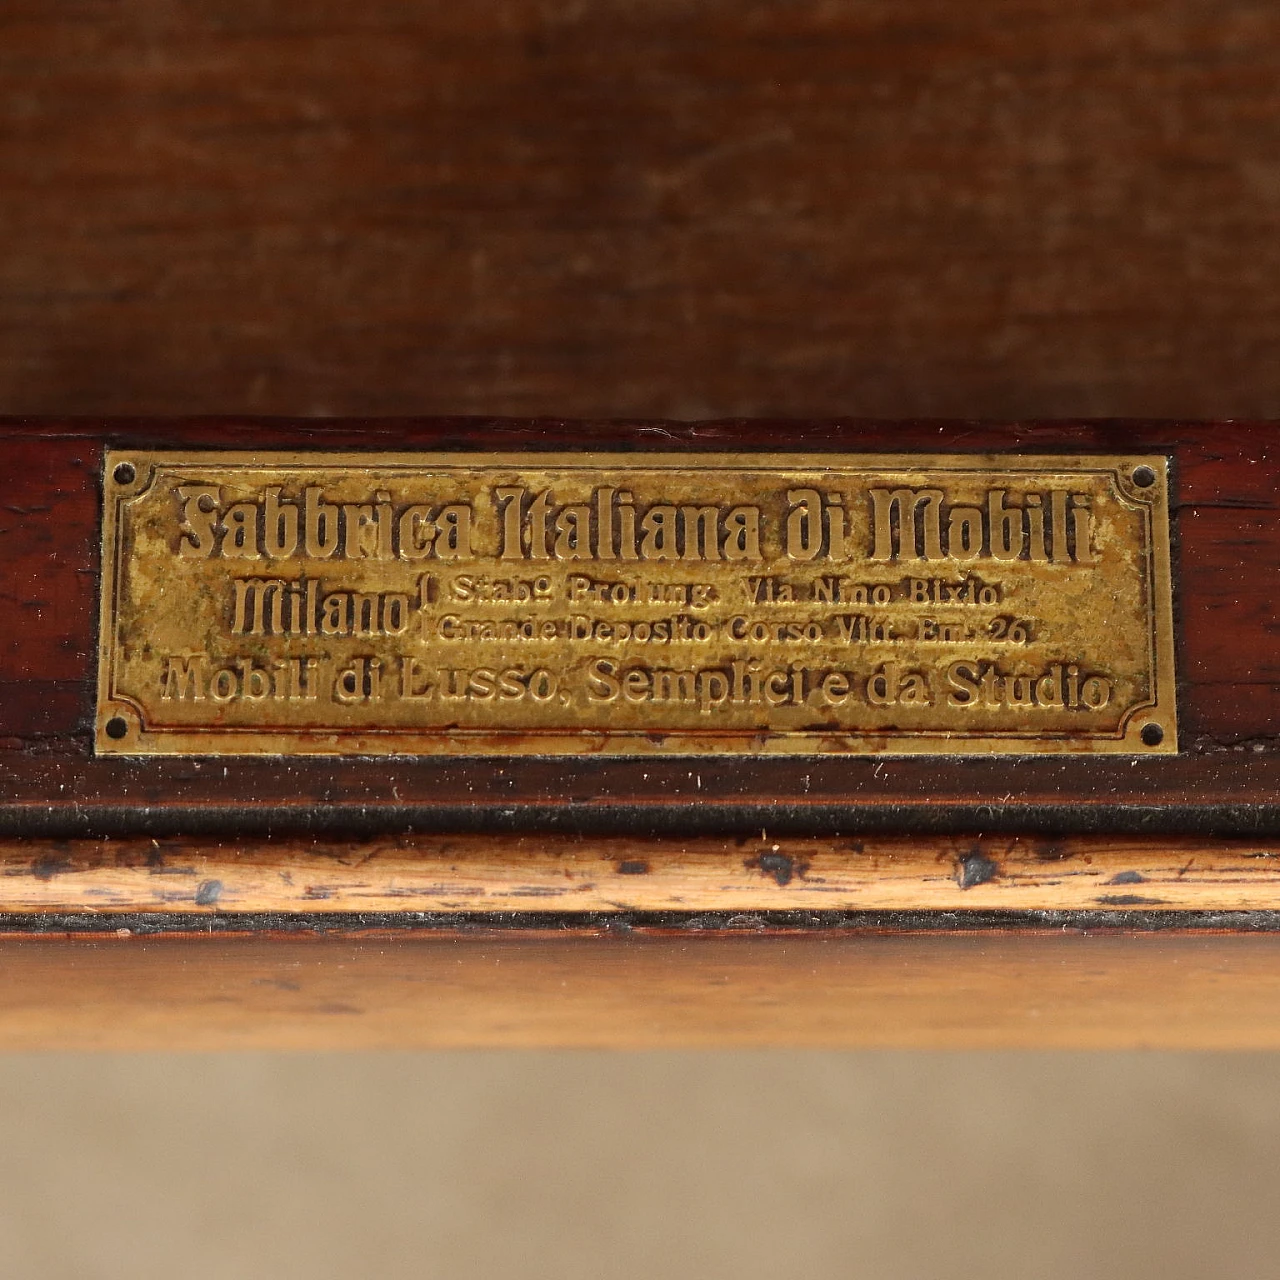 Fabbrica Italiana di Mobili
Milano { Stabº Prolung. Via Nino Bixio
Grande Deposito Corso Vitt. Em. 26
Mobili di Lusso, Semplici e da Studio